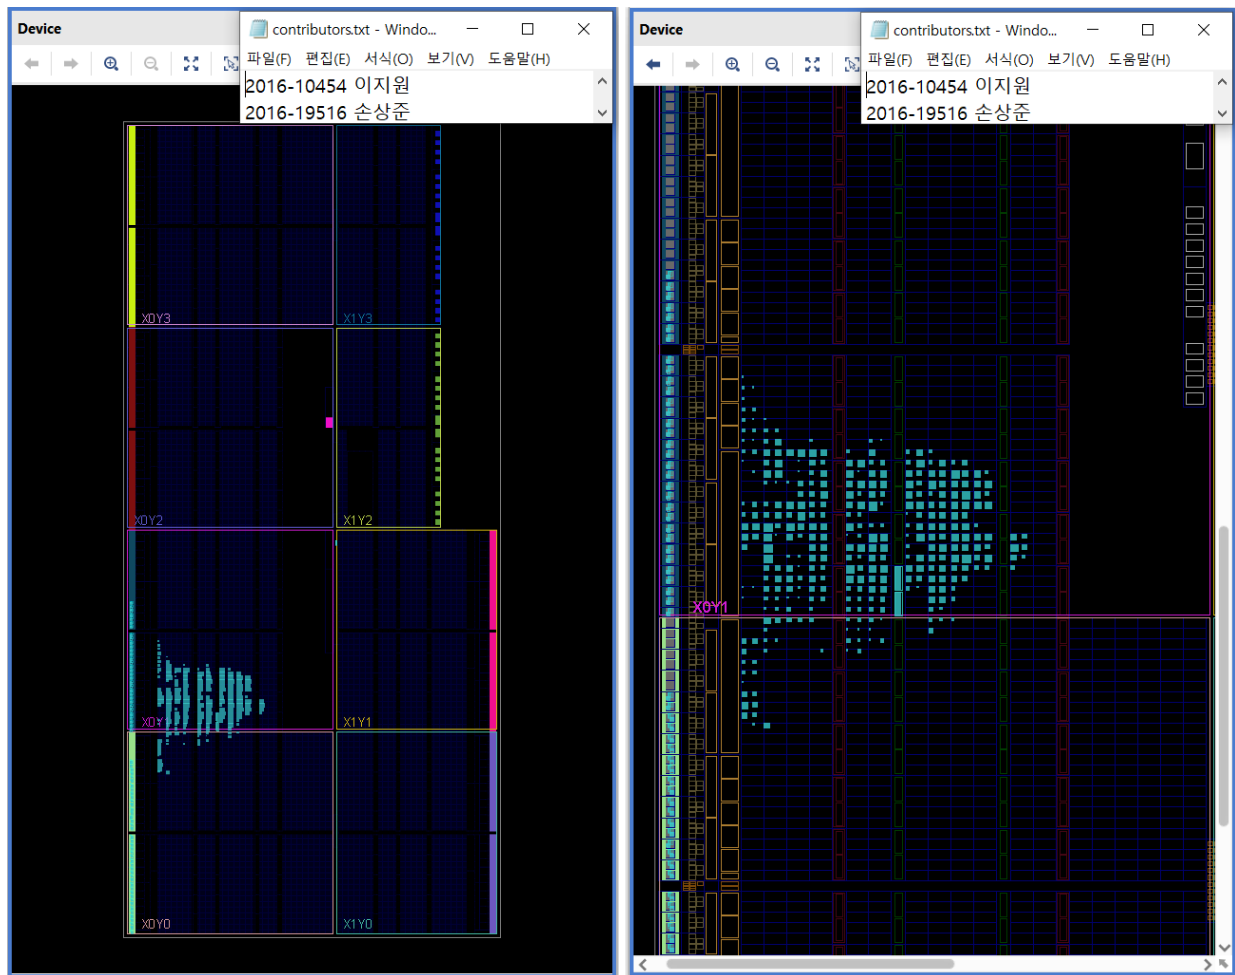 Device
contributors.txt - Windo...
파일(F) 편집(E) 서식(O) 보기(V) 도움말(H)
2016-10454 이지원
2016-19516 손상준
X0Y3
X1Y3
X0Y2
X1Y2
X0Y1
X1Y1
X0Y0
X1Y0
Device
contributors.txt - Windo...
파일(F) 편집(E) 서식(O) 보기(V) 도움말(H)
2016-10454 이지원
2016-19516 손상준
X0Y1